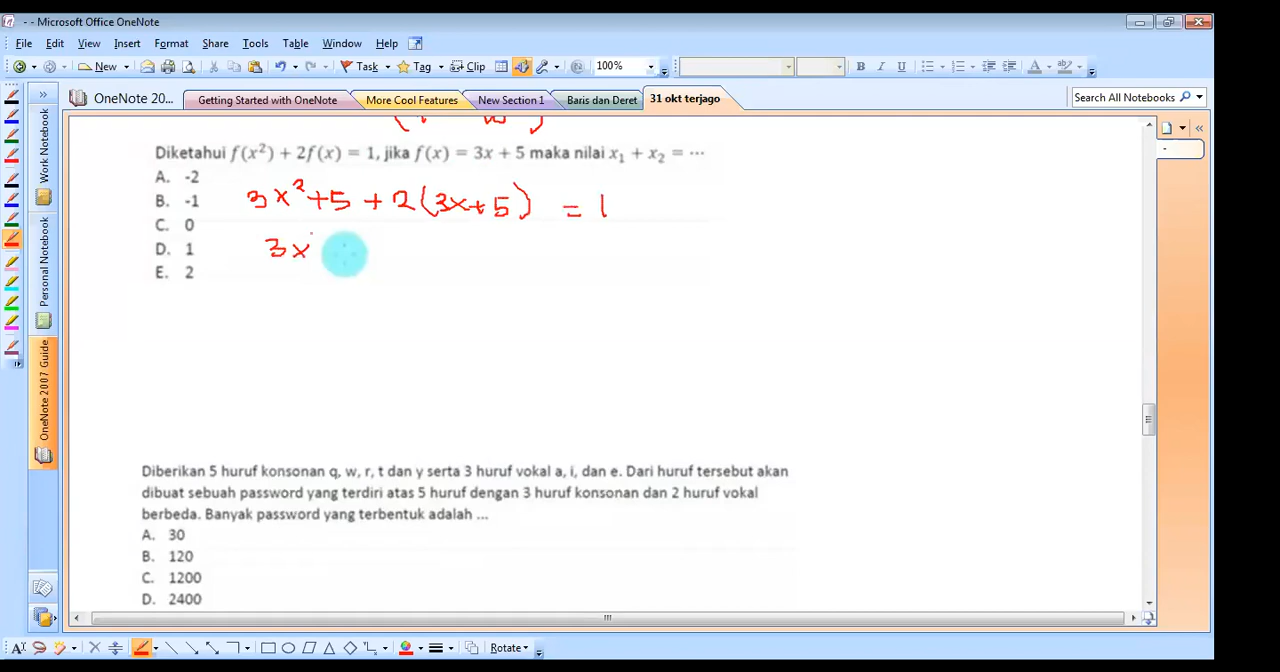 - - Microsoft Office OneNote
File Edit View Insert Format Share Tools Table Window Help
New Task Tag Clip 100% B I U
OneNote 20... Getting Started with OneNote More Cool Features New Section 1 Baris dan Deret 31 okt terjago Search All Notebooks
Work Notebook
Personal Notebook
OneNote 2007 Guide
Diketahui f(x²) + 2f(x) = 1, jika f(x) = 3x + 5 maka nilai x₁ + x₂ = ⋯
A. -2
3x² + 5 + 2(3x+5) = 1
B. -1
C. 0
3x
D. 1
E. 2
Diberikan 5 huruf konsonan q, w, r, t dan y serta 3 huruf vokal a, i, dan e. Dari huruf tersebut akan
dibuat sebuah password yang terdiri atas 5 huruf dengan 3 huruf konsonan dan 2 huruf vokal
berbeda. Banyak password yang terbentuk adalah ...
A. 30
B. 120
C. 1200
D. 2400
Rotate